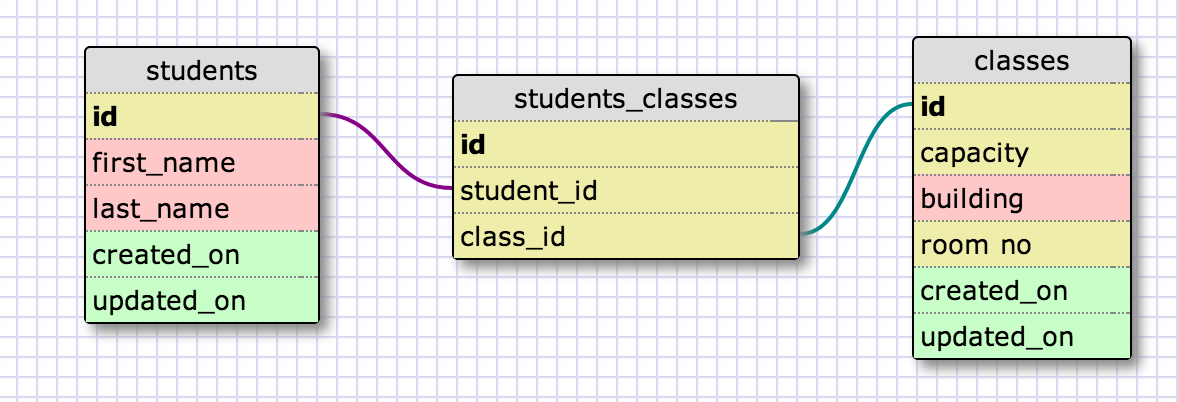 students
id
first_name
last_name
created_on
updated_on
students_classes
id
student_id
class_id
classes
id
capacity
building
room no
created_on
updated_on